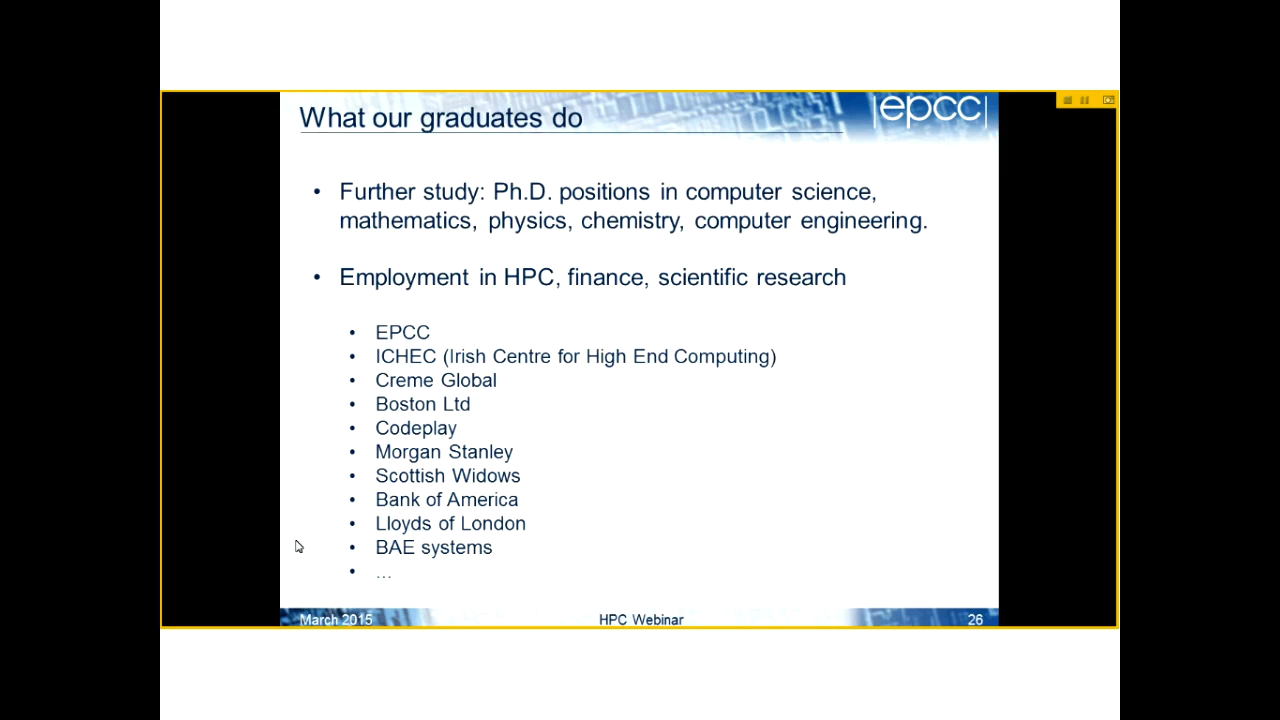 What our graduates do
|epcc|
• Further study: Ph.D. positions in computer science,
mathematics, physics, chemistry, computer engineering.
• Employment in HPC, finance, scientific research
• EPCC
• ICHEC (Irish Centre for High End Computing)
• Creme Global
• Boston Ltd
• Codeplay
• Morgan Stanley
• Scottish Widows
• Bank of America
• Lloyds of London
• BAE systems
• ...
March 2015
HPC Webinar
26